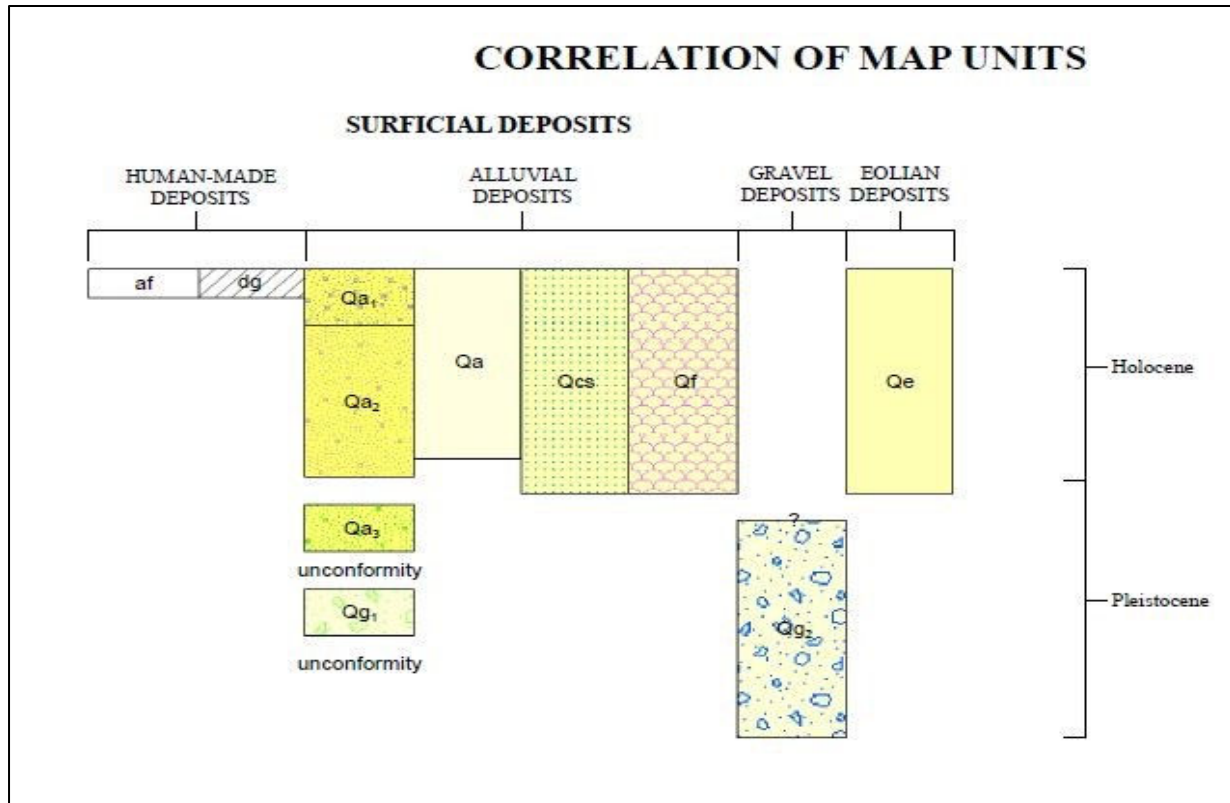 CORRELATION OF MAP UNITS
SURFICIAL DEPOSITS
HUMAN-MADE
DEPOSITS
ALLUVIAL
DEPOSITS
GRAVEL
DEPOSITS
EOLIAN
DEPOSITS
af
dg
Qa₁
Qa₂
Qa
Qcs
Qf
Qe
Holocene
Qa₃
unconformity
Qg₁
unconformity
?
Qg₂
Pleistocene